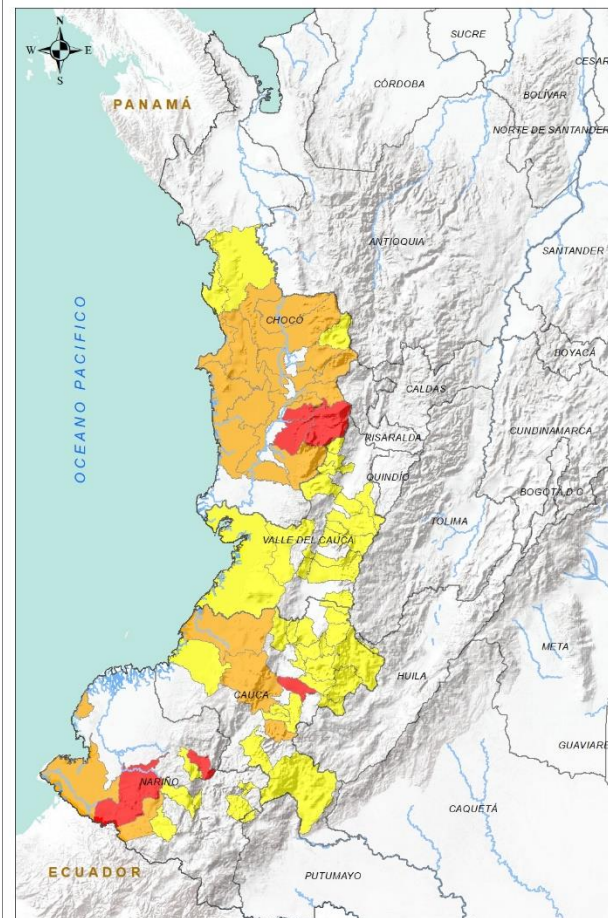 N
W E
S
SUCRE
CESAR
CÓRDOBA
BOLÍVAR
PANAMÁ
NORTE DE SANTANDER
ANTIOQUIA
SANTANDER
OCEANO PACIFICO
CHOCÓ
BOYACÁ
CALDAS
CUNDINAMARCA
RISARALDA
QUINDÍO
BOGOTÁ D.C
TOLIMA
VALLE DEL CAUCA
META
HUILA
CAUCA
GUAVIARE
NARIÑO
CAQUETÁ
ECUADOR
PUTUMAYO